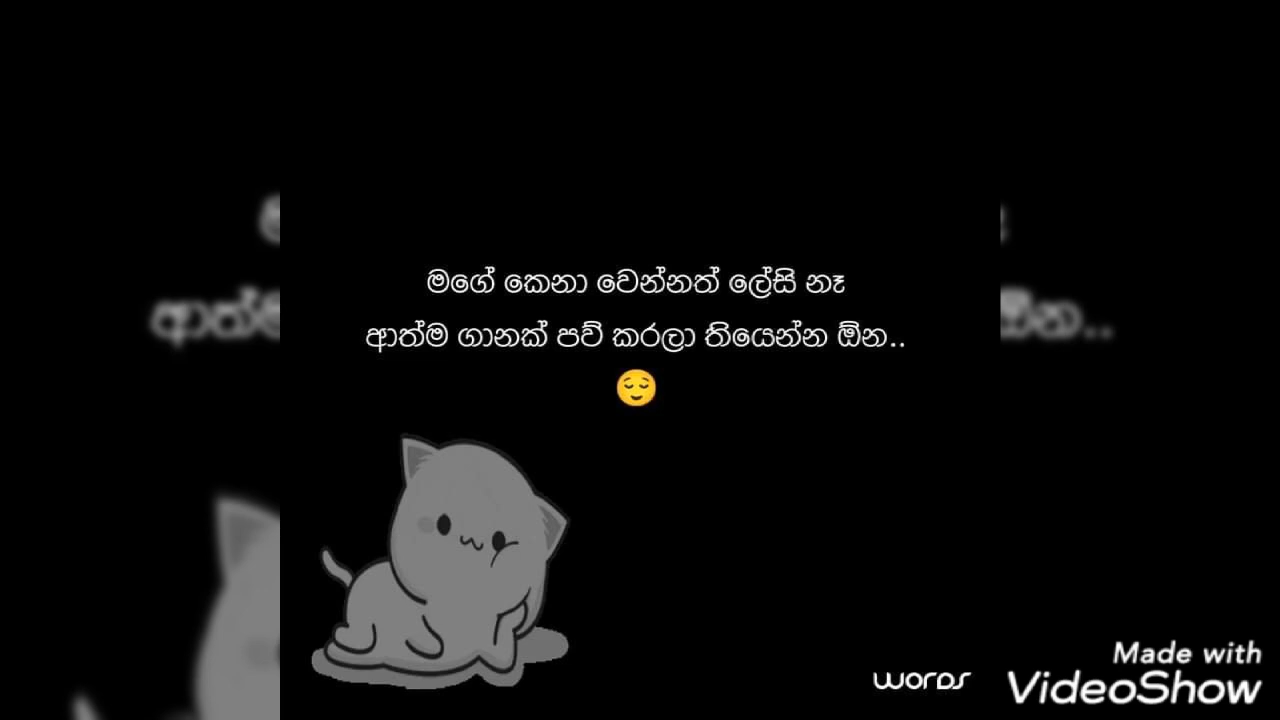 මගේ කෙනා වෙන්නත් ලේසි නෑ
ආත්ම ගානක් පව් කරලා තියෙන්න ඕන..
😌
words
Made with
VideoShow